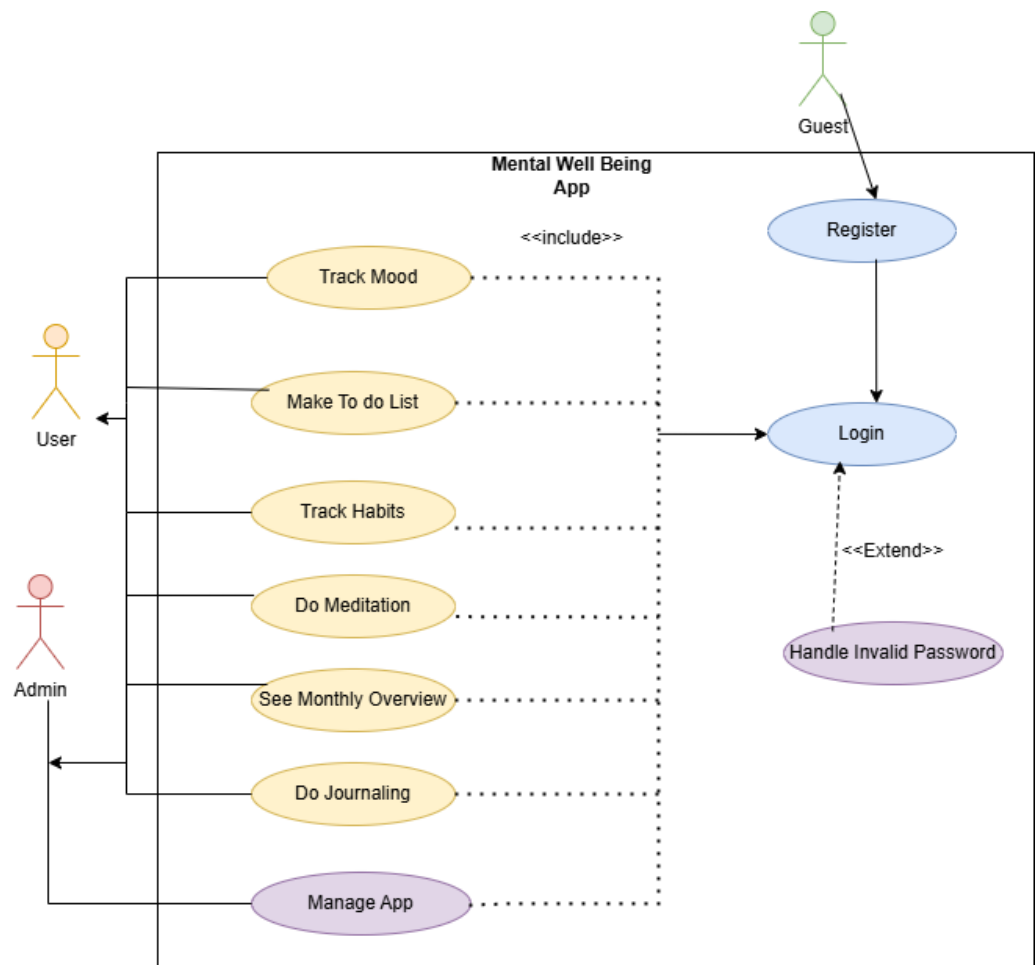 Guest
Mental Well Being
App
<<include>>
Register
Track Mood
Make To do List
User
Login
Track Habits
<<Extend>>
Do Meditation
Handle Invalid Password
Admin
See Monthly Overview
Do Journaling
Manage App